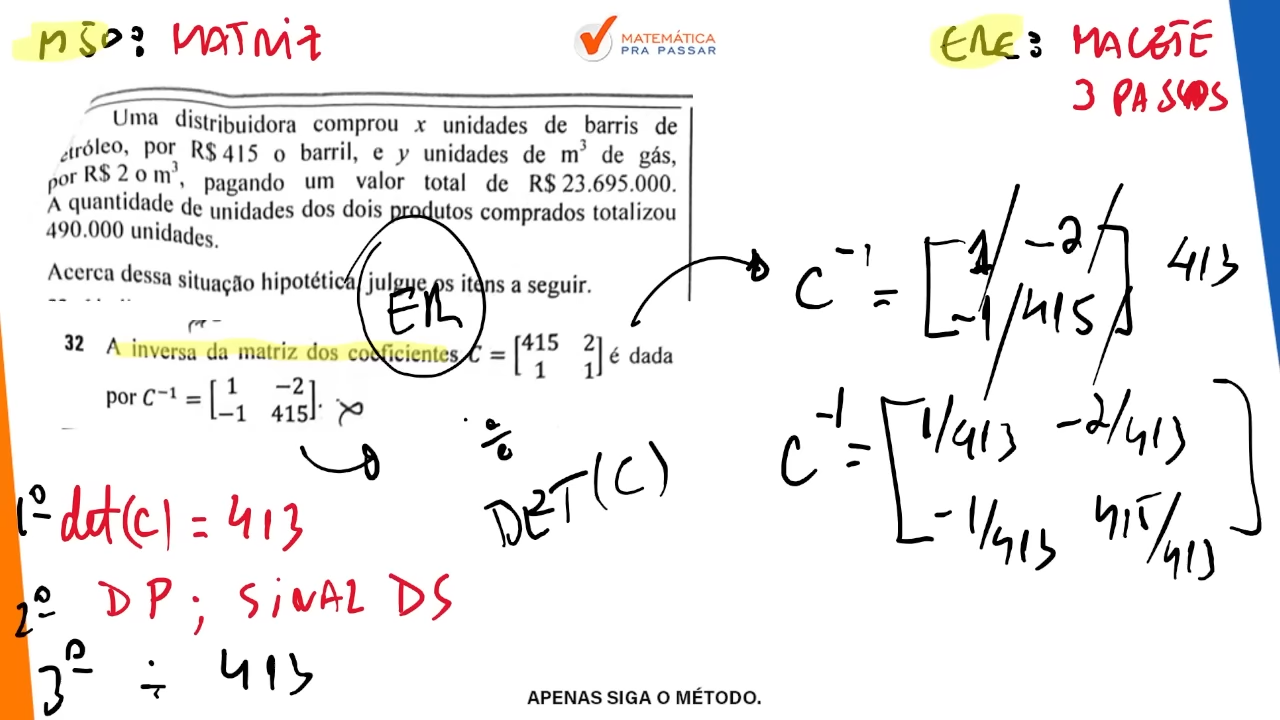 MSD: MATRIZ
MATEMÁTICA
PRA PASSAR
ERE: MACETE
3 PASSOS
Uma distribuidora comprou x unidades de barris de
etróleo, por R$ 415 o barril, e y unidades de m³ de gás,
por R$ 2 o m³, pagando um valor total de R$ 23.695.000.
A quantidade de unidades dos dois produtos comprados totalizou
490.000 unidades.
Acerca dessa situação hipotética, julgue os itens a seguir.
ER
32 A inversa da matriz dos coeficientes C = [415 2
1 1] é dada
por C⁻¹ = [1 -2
-1 415].
C⁻¹ = [1 -2
-1 415] 413
C⁻¹ = [1/413 -2/413
-1/413 415/413]
DET(C)
1º det(C) = 413
2º DP; SINAL DS
3º ÷ 413
APENAS SIGA O MÉTODO.